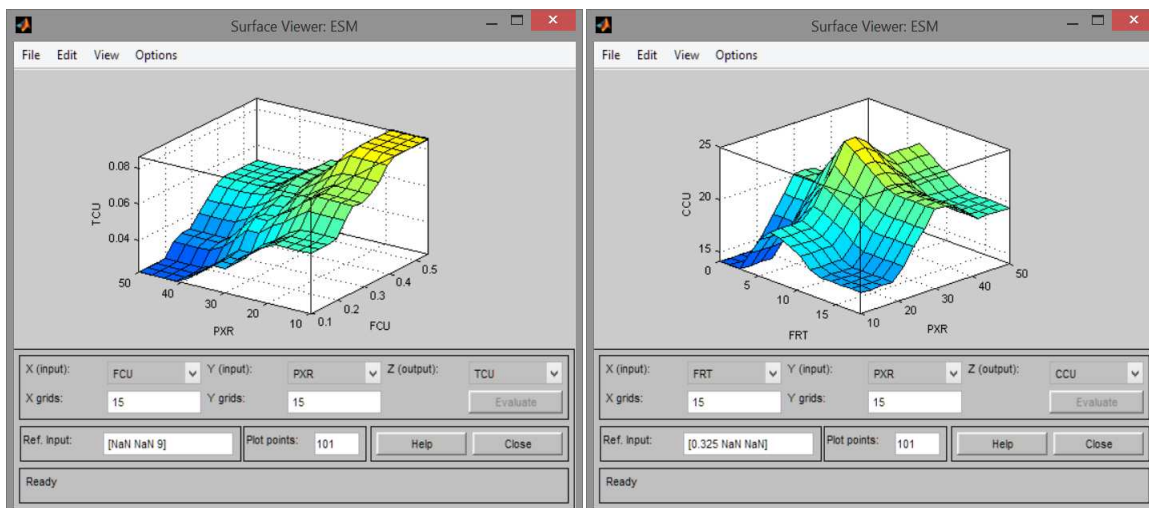 Surface Viewer: ESM
File Edit View Options
0.08
0.06
0.04
TCU
50
40
30
20
10
PXR
0.1
0.2
0.3
0.4
0.5
FCU
X (input): FCU Y (input): PXR Z (output): TCU
X grids: 15 Y grids: 15 Evaluate
Ref. Input: [NaN NaN 9] Plot points: 101 Help Close
Ready
Surface Viewer: ESM
File Edit View Options
25
20
15
CCU
0
5
10
15
FRT
10
20
30
40
50
PXR
X (input): FRT Y (input): PXR Z (output): CCU
X grids: 15 Y grids: 15 Evaluate
Ref. Input: [0.325 NaN NaN] Plot points: 101 Help Close
Ready